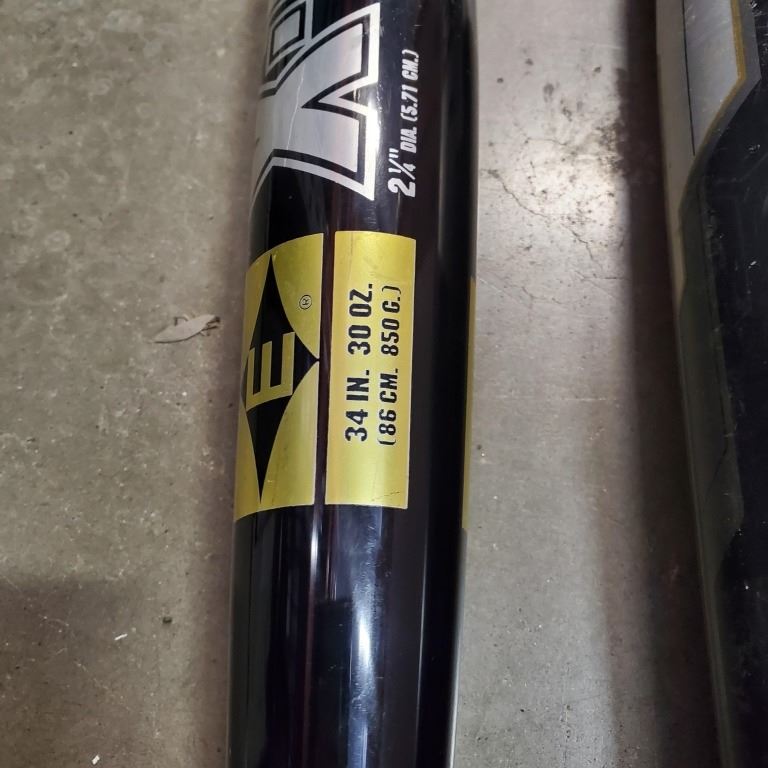 2¼" DIA. (5.71 CM.)
E ®
34 IN. 30 OZ.
(86 CM. 850 G.)